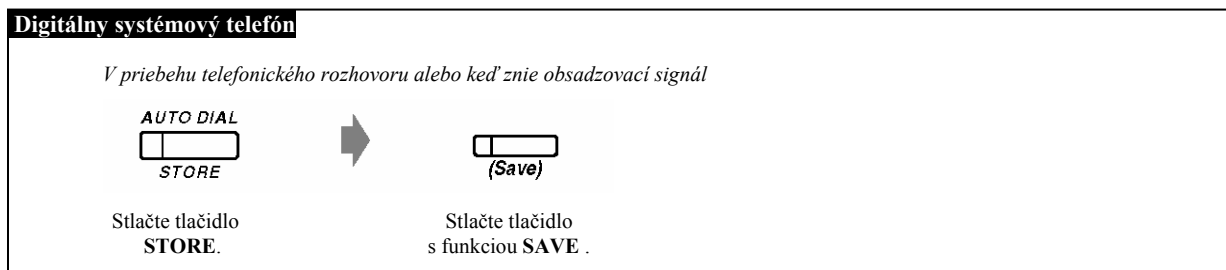 Digitálny systémový telefón
V priebehu telefonického rozhovoru alebo keď znie obsadzovací signál
AUTO DIAL
STORE
(Save)
Stlačte tlačidlo
STORE.
Stlačte tlačidlo
s funkciou SAVE .